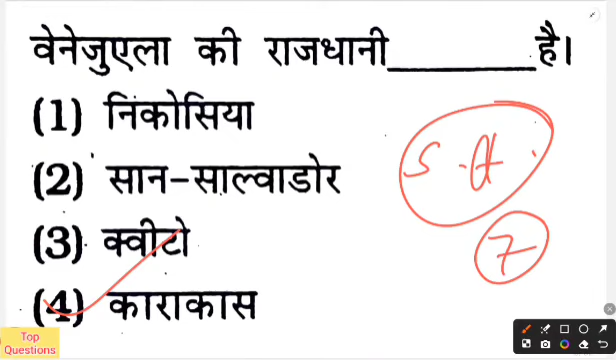 वेनेजुएला की राजधानी________है।
(1) निकोसिया
(2) सान-साल्वाडोर
(3) क्वीटो
(4) काराकास
S.A.
7
Top
Questions